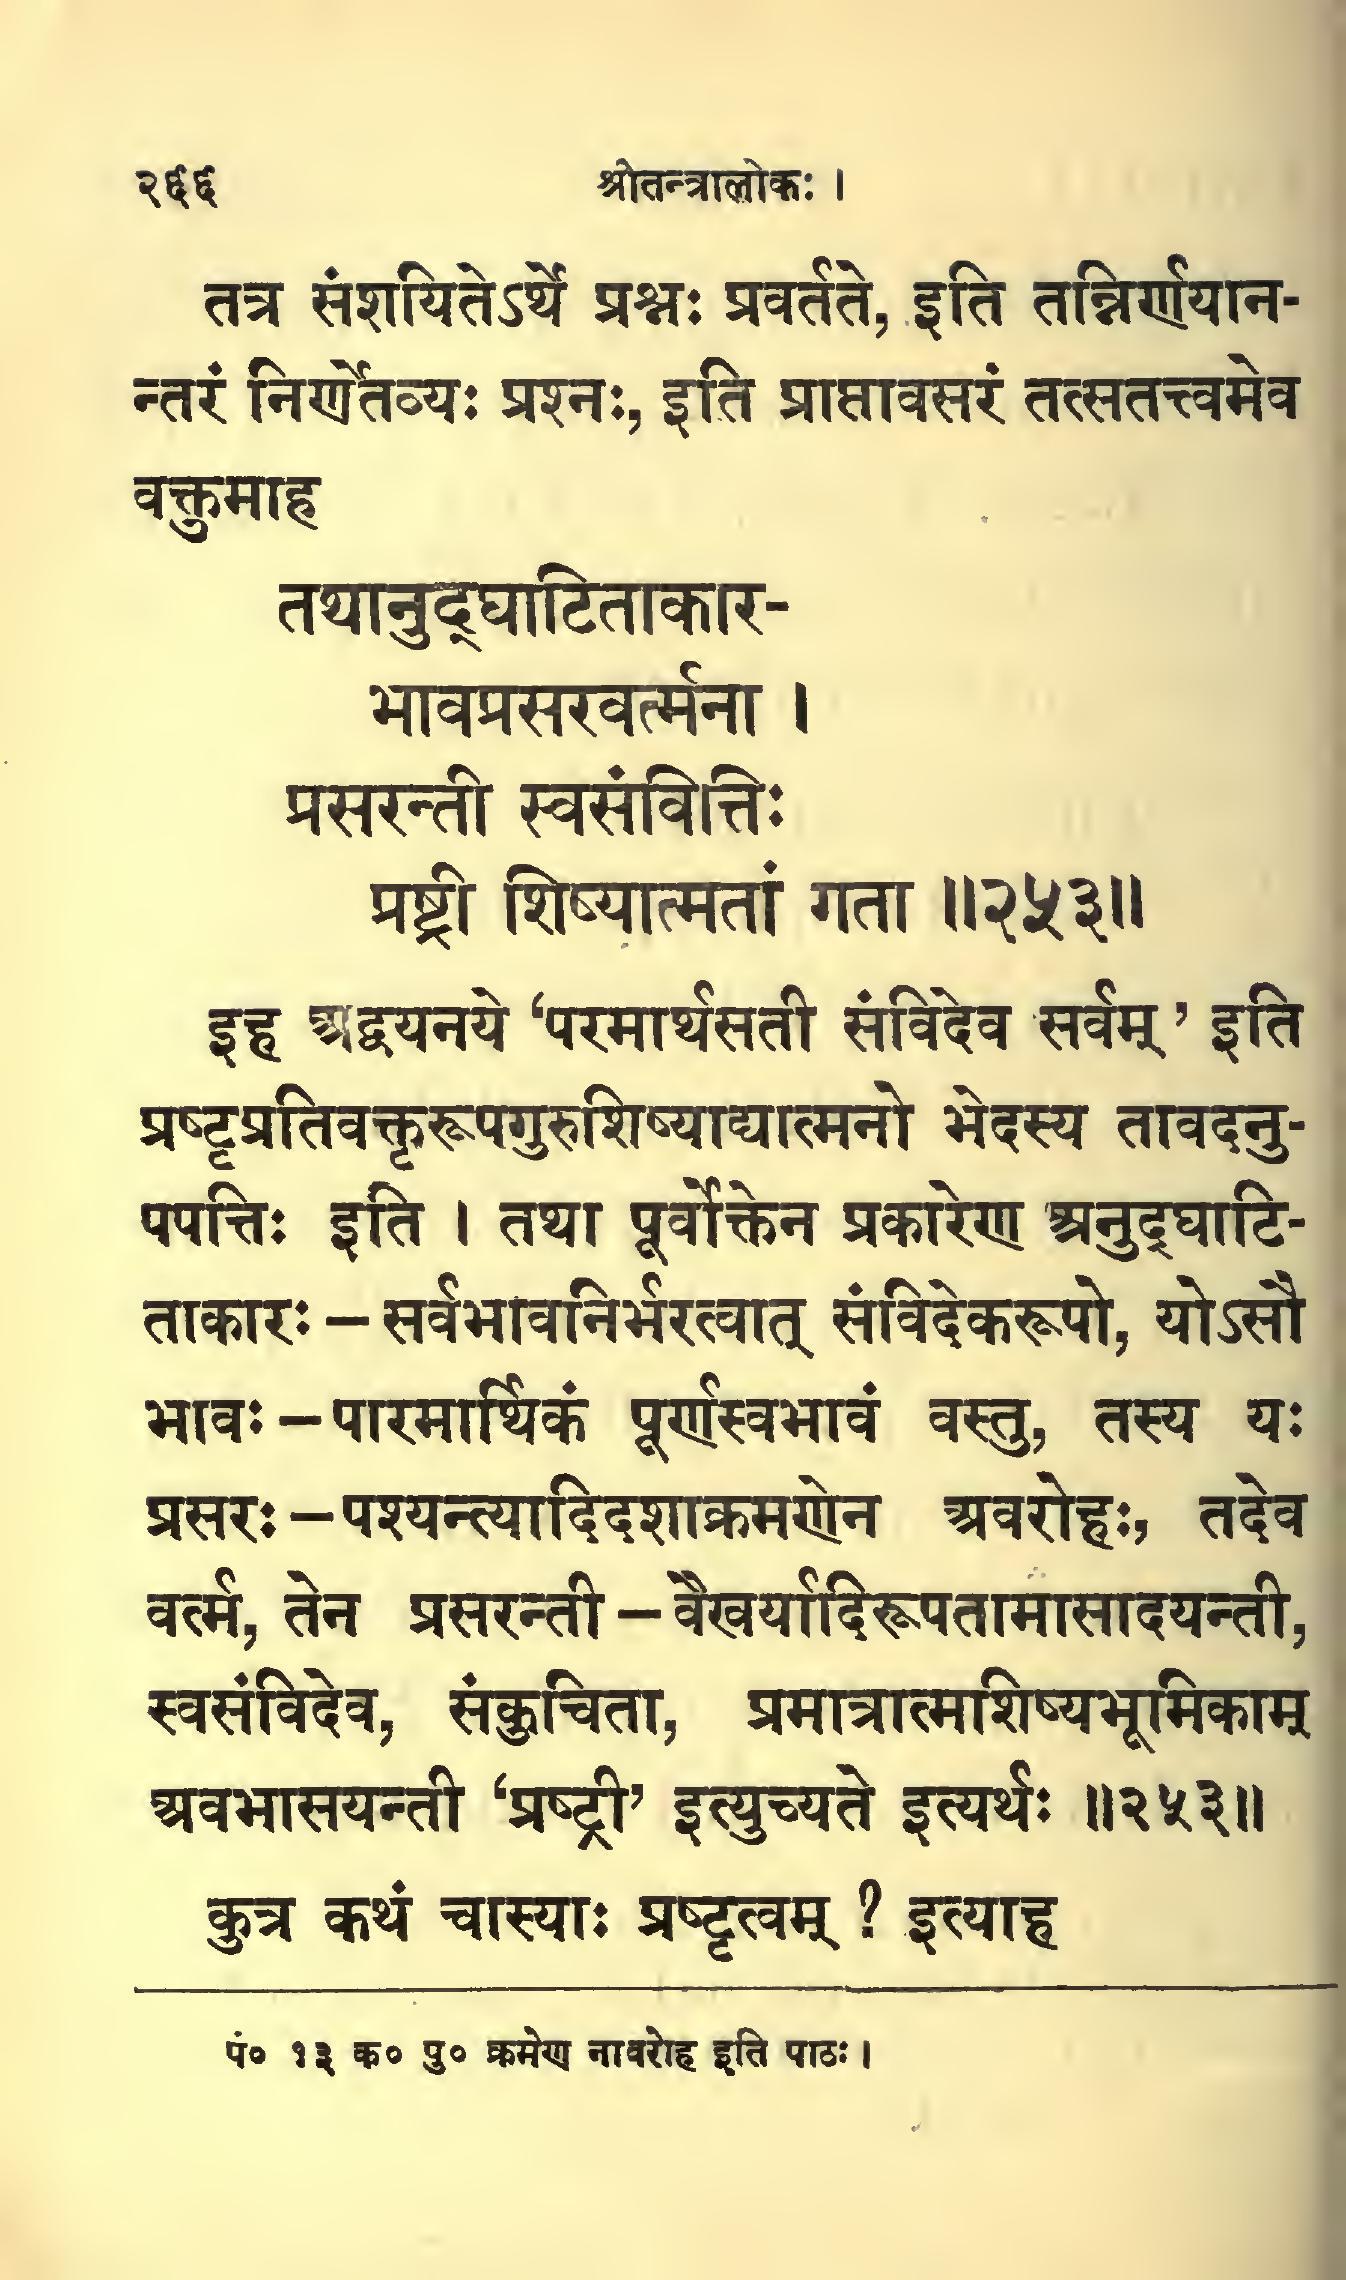 २६६ श्रीतन्त्रालोकः ।
तत्र संशयितेऽर्थे प्रश्नः प्रवर्तते, इति तन्निर्णयान-
न्तरं निर्णेतव्यः प्रश्नः, इति प्राप्तावसरं तत्सतत्त्वमेव
वक्तुमाह
तथानुद्घाटिताकार-
भावप्रसरवर्त्मना ।
प्रसरन्ती स्वसंवित्तिः
प्रष्ट्री शिष्यात्मतां गता ॥२५३॥
इह अद्वयनये ‘परमार्थसती संविदेव सर्वम्’ इति
प्रष्टृप्रतिवक्तृरूपगुरुशिष्याद्यात्मनो भेदस्य तावदनु-
पपत्तिः इति । तथा पूर्वोक्तेन प्रकारेण अनुद्घाटि-
ताकारः – सर्वभावनिर्भरत्वात् संविदेकरूपो, योऽसौ
भावः – पारमार्थिकं पूर्णस्वभावं वस्तु, तस्य यः
प्रसरः – पश्यन्त्यादिदशाक्रमणेन अवरोहः, तदेव
वर्त्म, तेन प्रसरन्ती – वैखर्यादिरूपतामासादयन्ती,
स्वसंविदेव, संकुचिता, प्रमात्रात्मशिष्यभूमिकाम्
अवभासयन्ती ‘प्रष्ट्री’ इत्युच्यते इत्यर्थः ॥२५३॥
कुत्र कथं चास्याः प्रष्टृत्वम् ? इत्याह
पं० १३ क० पु० क्रमेण नावरोह इति पाठः ।